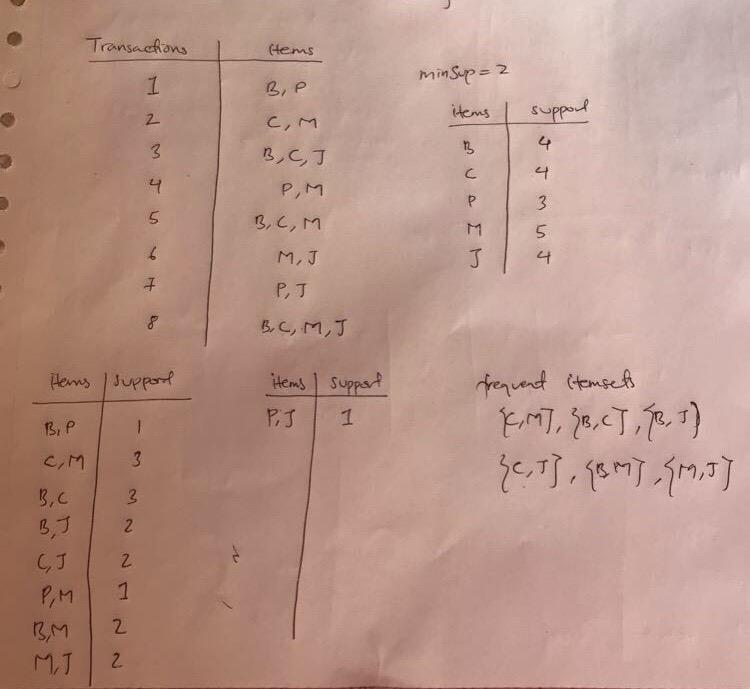 Transactions | items
1 | B, P
2 | C, M
3 | B, C, J
4 | P, M
5 | B, C, M
6 | M, J
7 | P, J
8 | B, C, M, J
minSup = 2
items | support
B | 4
C | 4
P | 3
M | 5
J | 4
items | support
B, P | 1
C, M | 3
B, C | 3
B, J | 2
C, J | 2
P, M | 1
B, M | 2
M, J | 2
items | support
P, J | 1
frequent itemsets
{C, M}, {B, C}, {B, J}
{C, J}, {B M}, {M, J}